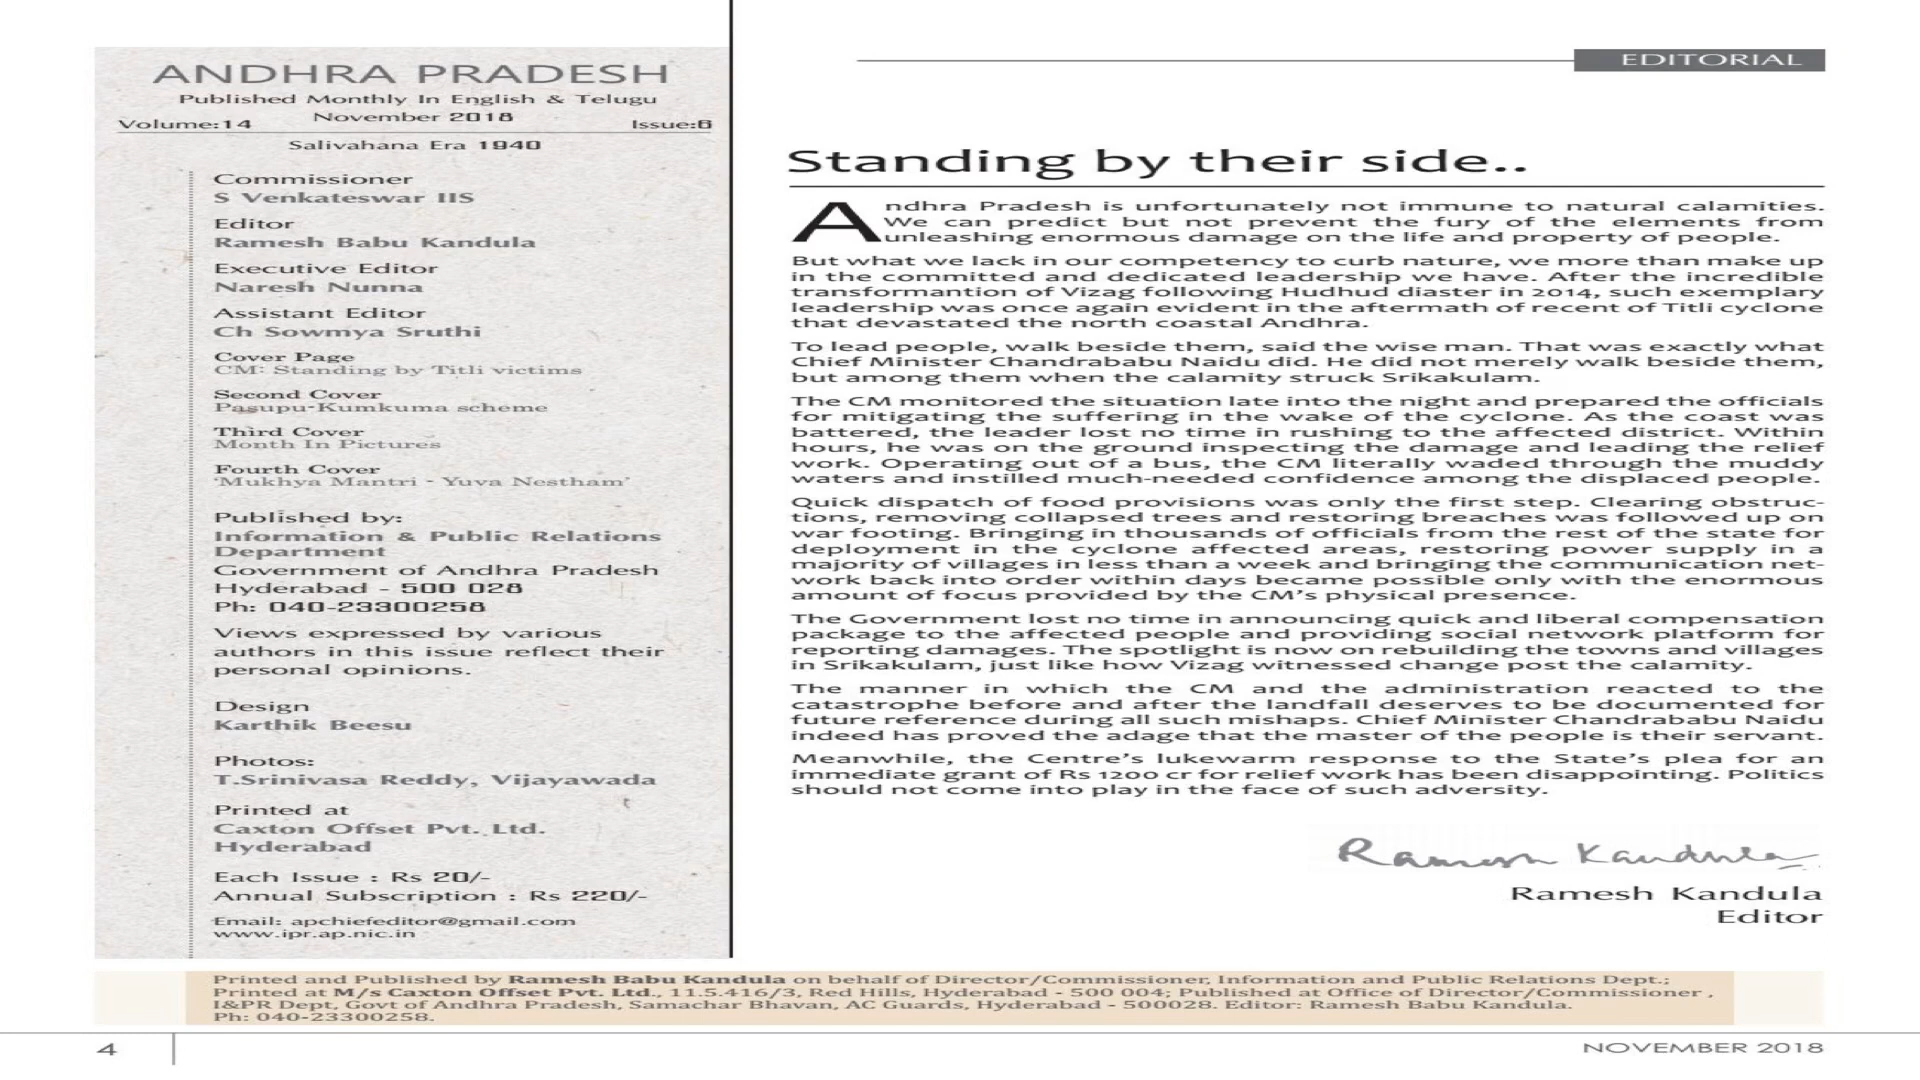 ANDHRA PRADESH
Published Monthly In English & Telugu
November 2018
Volume:14 Issue:6
Salivahana Era 1940
Commissioner
S Venkateswar IIS
Editor
Ramesh Babu Kandula
Executive Editor
Naresh Nunna
Assistant Editor
Ch Sowmya Sruthi
Cover Page
CM: Standing by Titli victims
Second Cover
Pasupu-Kumkuma scheme
Third Cover
Month In Pictures
Fourth Cover
'Mukhya Mantri - Yuva Nestham'
Published by:
Information & Public Relations
Department
Government of Andhra Pradesh
Hyderabad - 500 028
Ph: 040-23300258
Views expressed by various
authors in this issue reflect their
personal opinions.
Design
Karthik Beesu
Photos:
T.Srinivasa Reddy, Vijayawada
Printed at
Caxton Offset Pvt. Ltd.
Hyderabad
Each Issue : Rs 20/-
Annual Subscription : Rs 220/-
Email: apchiefeditor@gmail.com
www.ipr.ap.nic.in
EDITORIAL
Standing by their side..
Andhra Pradesh is unfortunately not immune to natural calamities.
We can predict but not prevent the fury of the elements from
unleashing enormous damage on the life and property of people.
But what we lack in our competency to curb nature, we more than make up
in the committed and dedicated leadership we have. After the incredible
transformantion of Vizag following Hudhud diaster in 2014, such exemplary
leadership was once again evident in the aftermath of recent of Titli cyclone
that devastated the north coastal Andhra.
To lead people, walk beside them, said the wise man. That was exactly what
Chief Minister Chandrababu Naidu did. He did not merely walk beside them,
but among them when the calamity struck Srikakulam.
The CM monitored the situation late into the night and prepared the officials
for mitigating the suffering in the wake of the cyclone. As the coast was
battered, the leader lost no time in rushing to the affected district. Within
hours, he was on the ground inspecting the damage and leading the relief
work. Operating out of a bus, the CM literally waded through the muddy
waters and instilled much-needed confidence among the displaced people.
Quick dispatch of food provisions was only the first step. Clearing obstruc-
tions, removing collapsed trees and restoring breaches was followed up on
war footing. Bringing in thousands of officials from the rest of the state for
deployment in the cyclone affected areas, restoring power supply in a
majority of villages in less than a week and bringing the communication net-
work back into order within days became possible only with the enormous
amount of focus provided by the CM's physical presence.
The Government lost no time in announcing quick and liberal compensation
package to the affected people and providing social network platform for
reporting damages. The spotlight is now on rebuilding the towns and villages
in Srikakulam, just like how Vizag witnessed change post the calamity.
The manner in which the CM and the administration reacted to the
catastrophe before and after the landfall deserves to be documented for
future reference during all such mishaps. Chief Minister Chandrababu Naidu
indeed has proved the adage that the master of the people is their servant.
Meanwhile, the Centre's lukewarm response to the State's plea for an
immediate grant of Rs 1200 cr for relief work has been disappointing. Politics
should not come into play in the face of such adversity.
Ramesh Kandula
Ramesh Kandula
Editor
Printed and Published by Ramesh Babu Kandula on behalf of Director/Commissioner, Information and Public Relations Dept.;
Printed at M/s Caxton Offset Pvt. Ltd., 11.5.416/3, Red Hills, Hyderabad - 500 004; Published at Office of Director/Commissioner ,
I&PR Dept, Govt of Andhra Pradesh, Samachar Bhavan, AC Guards, Hyderabad - 500028. Editor: Ramesh Babu Kandula.
Ph: 040-23300258.
4
NOVEMBER 2018